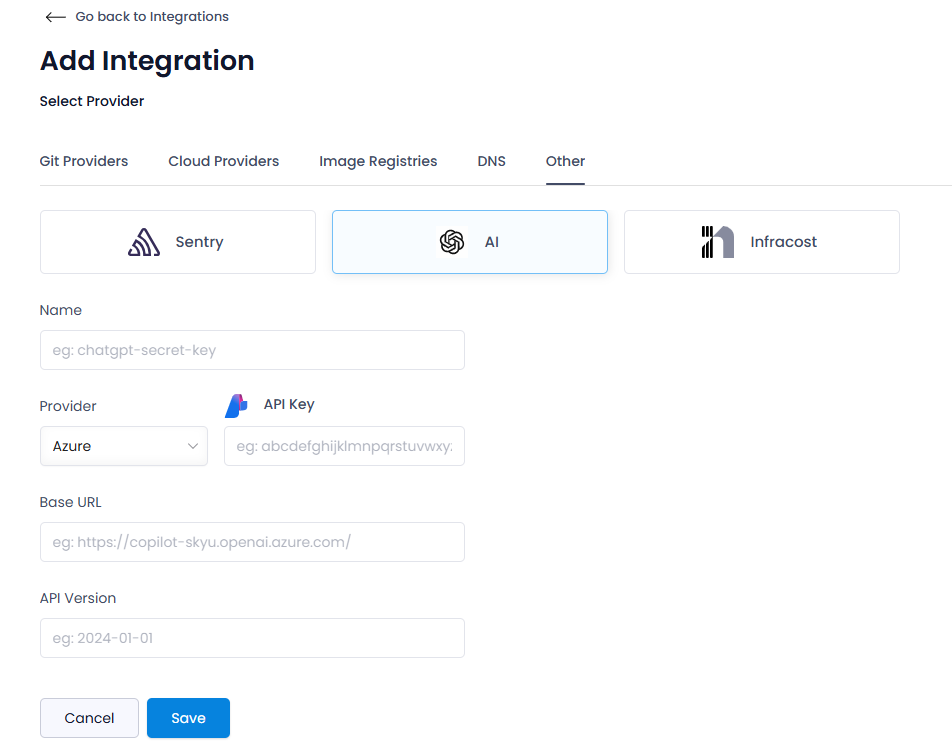 Go back to Integrations
Add Integration
Select Provider
Git Providers Cloud Providers Image Registries DNS Other
Sentry AI Infracost
Name
eg: chatgpt-secret-key
Provider API Key
Azure eg: abcdefghijklmnpqrstuvwxy
Base URL
eg: https://copilot-skyu.openai.azure.com/
API Version
eg: 2024-01-01
Cancel Save